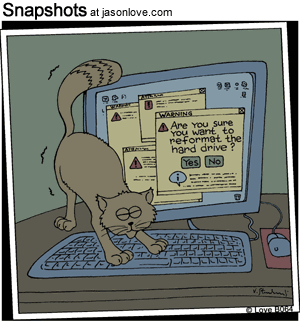 Snapshots at jasonlove.com
WARNING
Are you sure
you want to
reformat the
hard drive?
Yes No
© Love